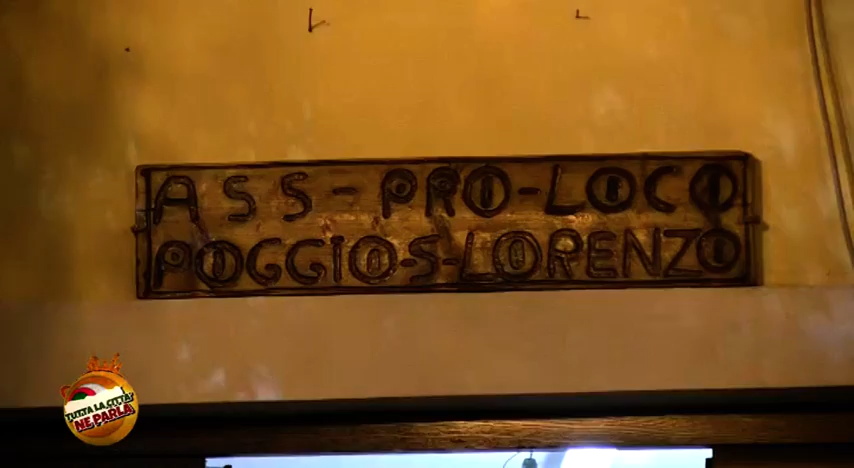 ASS-PRO-LOCO
POGGIO-S-LORENZO
TUTTA LA CITTA'
NE PARLA